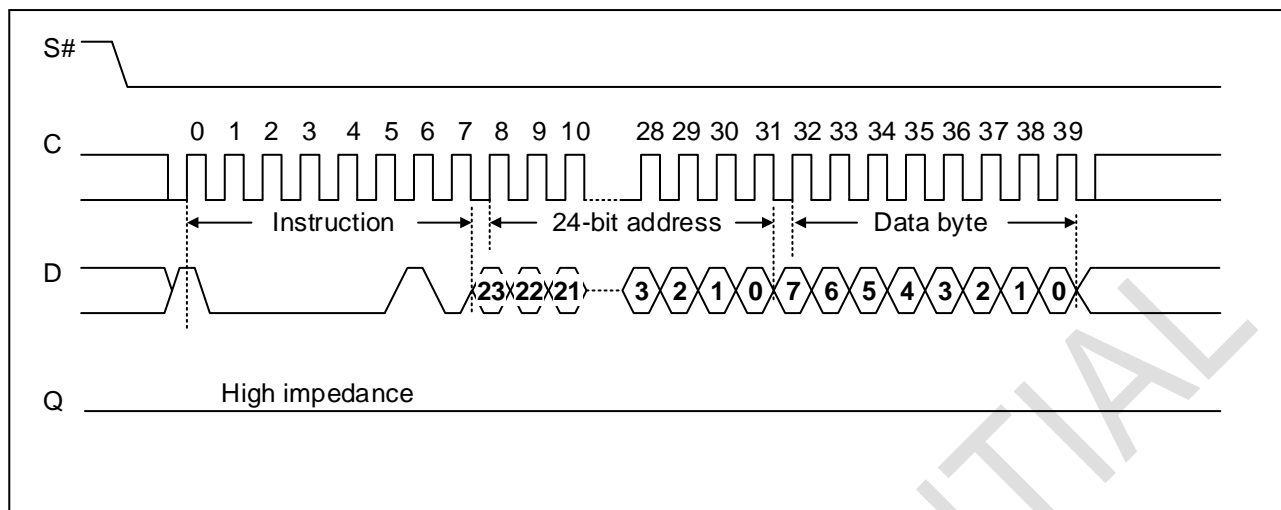 S#
C
0 1 2 3 4 5 6 7 8 9 10 28 29 30 31 32 33 34 35 36 37 38 39
Instruction 24-bit address Data byte
D
23 22 21 3 2 1 0 7 6 5 4 3 2 1 0
High impedance
Q
NTIAL